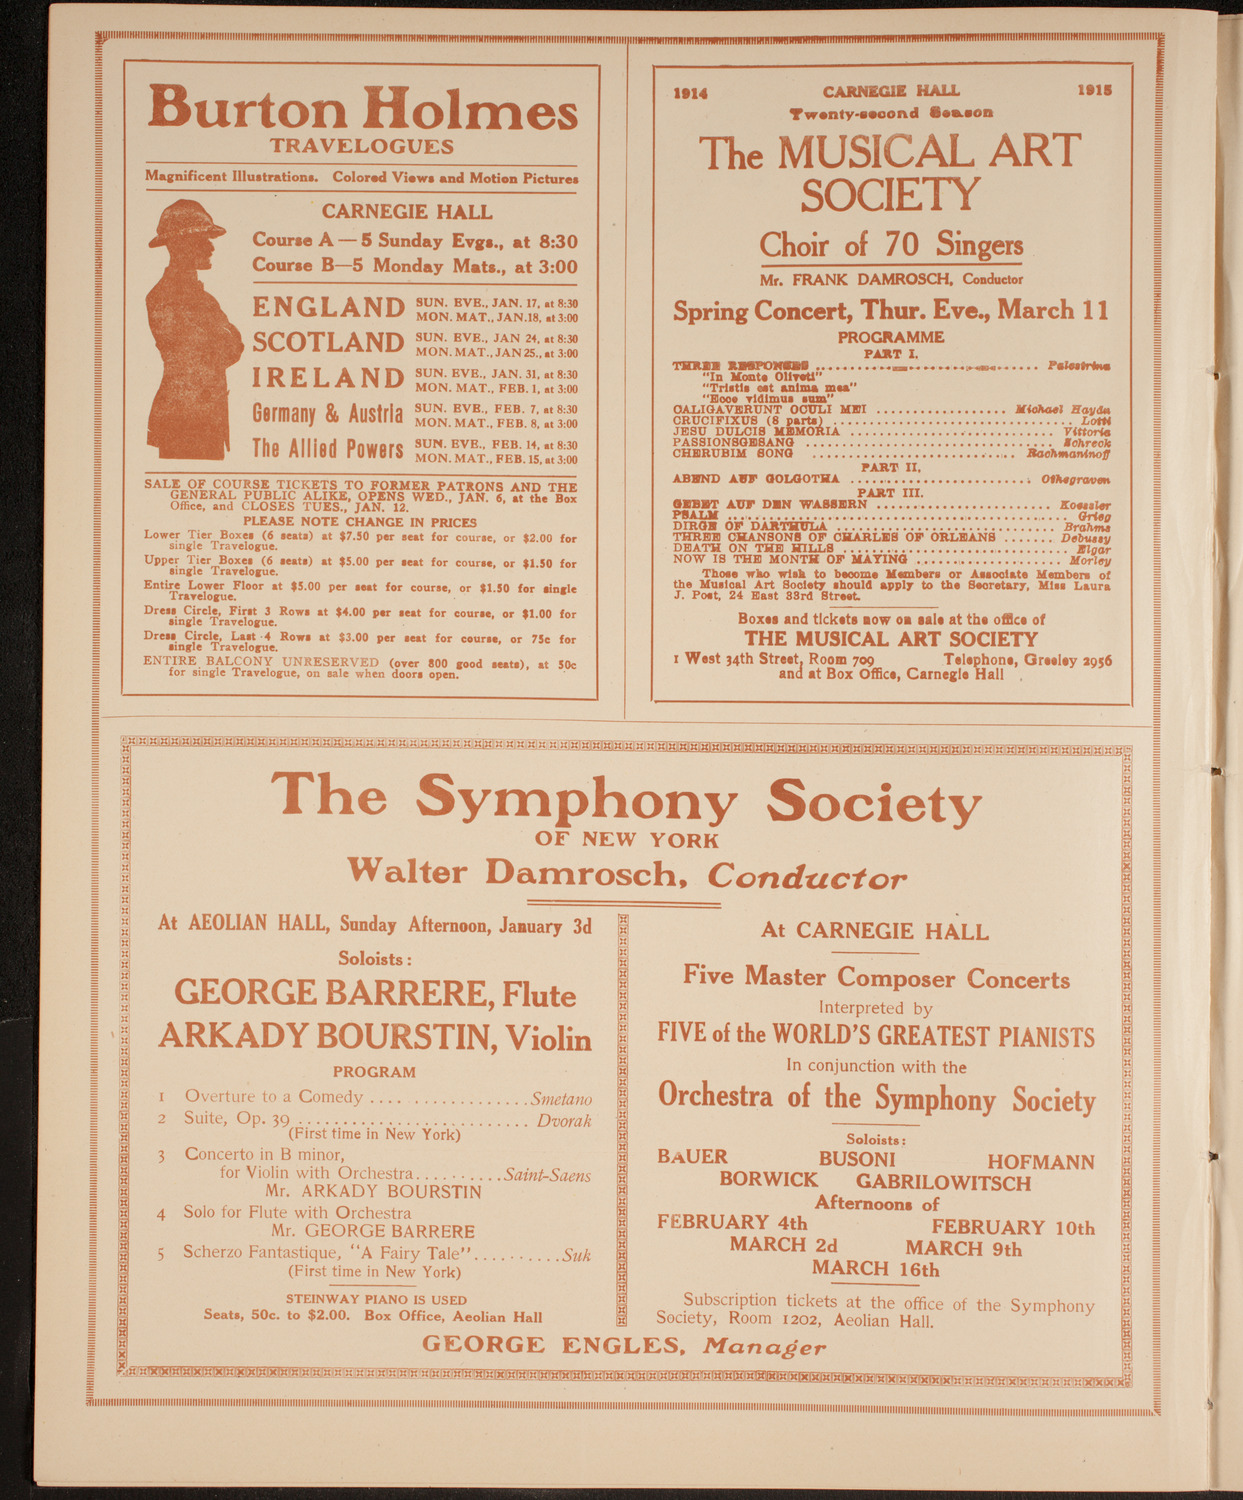 Burton Holmes
TRAVELOGUES
Magnificent Illustrations. Colored Views and Motion Pictures
CARNEGIE HALL
Course A — 5 Sunday Evgs., at 8:30
Course B—5 Monday Mats., at 3:00
ENGLAND SUN. EVE., JAN. 17, at 8:30
MON. MAT., JAN. 18, at 3:00
SCOTLAND SUN. EVE., JAN 24, at 8:30
MON. MAT., JAN 25., at 3:00
IRELAND SUN. EVE., JAN. 31, at 8:30
MON. MAT., FEB. 1, at 3:00
Germany & Austria SUN. EVE., FEB. 7, at 8:30
MON. MAT., FEB. 8, at 3:00
The Allied Powers SUN. EVE., FEB. 14, at 8:30
MON. MAT., FEB. 15, at 3:00
SALE OF COURSE TICKETS TO FORMER PATRONS AND THE
GENERAL PUBLIC ALIKE, OPENS WED., JAN. 6, at the Box
Office, and CLOSES TUES., JAN. 12.
PLEASE NOTE CHANGE IN PRICES
Lower Tier Boxes (6 seats) at $7.50 per seat for course, or $2.00 for
single Travelogue.
Upper Tier Boxes (6 seats) at $5.00 per seat for course, or $1.50 for
single Travelogue.
Entire Lower Floor at $5.00 per seat for course, or $1.50 for single
Travelogue.
Dress Circle, First 3 Rows at $4.00 per seat for course, or $1.00 for
single Travelogue.
Dress Circle, Last 4 Rows at $3.00 per seat for course, or 75c for
single Travelogue.
ENTIRE BALCONY UNRESERVED (over 800 good seats), at 50c
for single Travelogue, on sale when doors open.
1914 CARNEGIE HALL 1915
Twenty-second Season
The MUSICAL ART
SOCIETY
Choir of 70 Singers
Mr. FRANK DAMROSCH, Conductor
Spring Concert, Thur. Eve., March 11
PROGRAMME
PART I.
THREE RESPONSES Palestrina
"In Monte Oliveti"
"Tristis est anima mea"
"Ecce vidimus eum"
CALIGAVERUNT OCULI MEI Michael Haydn
CRUCIFIXUS (8 parts) Lotti
JESU DULCIS MEMORIA Vittoria
PASSIONSGESANG Schreck
CHERUBIM SONG Rachmaninoff
PART II.
ABEND AUF GOLGOTHA Othegraven
PART III.
GEBET AUF DEN WASSERN Koessler
PSALM Grieg
DIRGE OF DARTHULA Brahms
THREE CHANSONS OF CHARLES OF ORLEANS Debussy
DEATH ON THE HILLS Elgar
NOW IS THE MONTH OF MAYING Morley
Those who wish to become Members or Associate Members of
the Musical Art Society should apply to the Secretary, Miss Laura
J. Post, 24 East 33rd Street.
Boxes and tickets now on sale at the office of
THE MUSICAL ART SOCIETY
1 West 34th Street, Room 709 Telephone, Greeley 2956
and at Box Office, Carnegie Hall
The Symphony Society
OF NEW YORK
Walter Damrosch, Conductor
At AEOLIAN HALL, Sunday Afternoon, January 3d
Soloists:
GEORGE BARRERE, Flute
ARKADY BOURSTIN, Violin
PROGRAM
1 Overture to a Comedy Smetano
2 Suite, Op. 39 Dvorak
(First time in New York)
3 Concerto in B minor,
for Violin with Orchestra Saint-Saens
Mr. ARKADY BOURSTIN
4 Solo for Flute with Orchestra
Mr. GEORGE BARRERE
5 Scherzo Fantastique, "A Fairy Tale" Suk
(First time in New York)
STEINWAY PIANO IS USED
Seats, 50c. to $2.00. Box Office, Aeolian Hall
At CARNEGIE HALL
Five Master Composer Concerts
Interpreted by
FIVE of the WORLD'S GREATEST PIANISTS
In conjunction with the
Orchestra of the Symphony Society
Soloists:
BAUER BUSONI HOFMANN
BORWICK GABRILOWITSCH
Afternoons of
FEBRUARY 4th FEBRUARY 10th
MARCH 2d MARCH 9th
MARCH 16th
Subscription tickets at the office of the Symphony
Society, Room 1202, Aeolian Hall.
GEORGE ENGLES, Manager